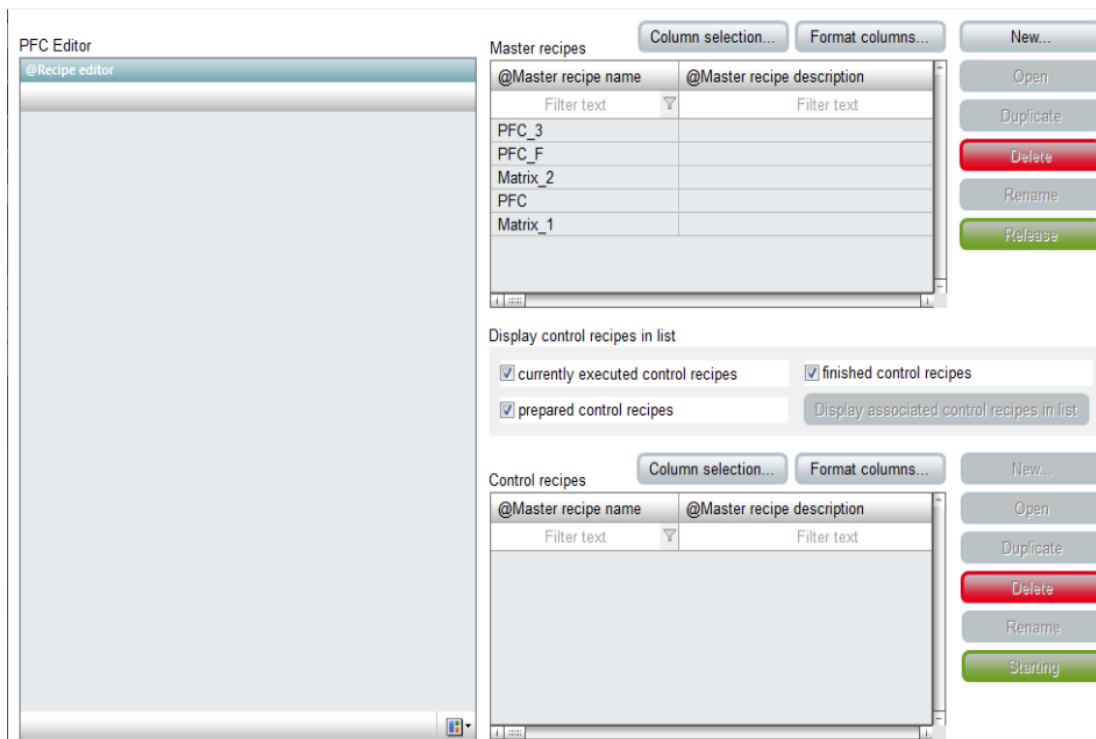 PFC Editor
@Recipe editor
Master recipes
Column selection...
Format columns...
New...
@Master recipe name
@Master recipe description
Open
Filter text
Filter text
Duplicate
PFC_3
PFC_F
Delete
Matrix_2
PFC
Rename
Matrix_1
Release
Display control recipes in list
currently executed control recipes
finished control recipes
prepared control recipes
Display associated control recipes in list
Control recipes
Column selection...
Format columns...
New...
@Master recipe name
@Master recipe description
Open
Filter text
Filter text
Duplicate
Delete
Rename
Starting